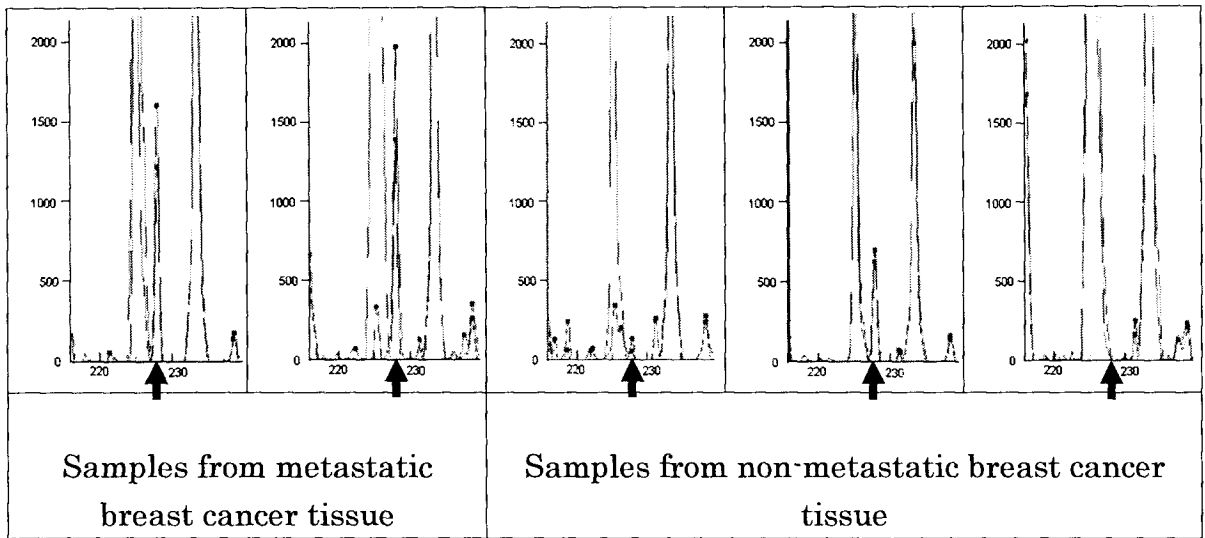 2000 2000 2000 2000 2000
1500 1500 1500 1500 1500
1000 1000 1000 1000 1000
500 500 500 500 500
0 0 0 0 0
220 230 220 230 220 230 220 230 220 230
Samples from metastatic
breast cancer tissue
Samples from non-metastatic breast cancer
tissue